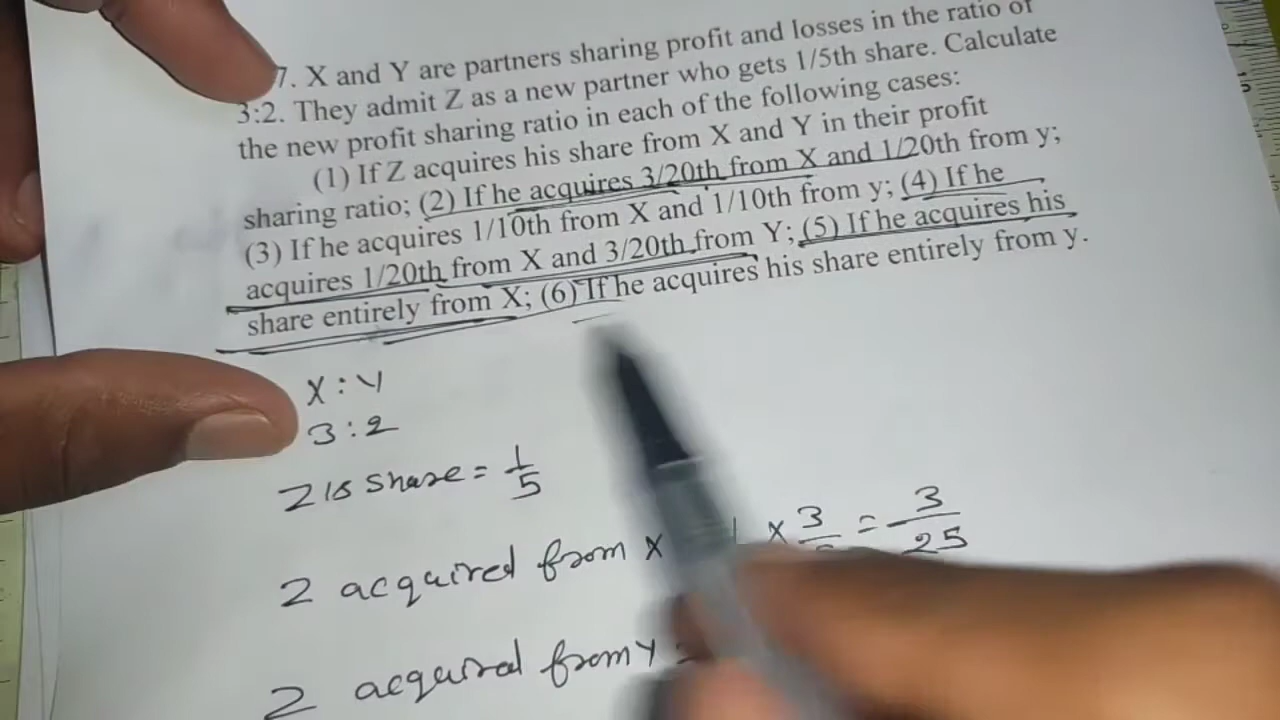 7. X and Y are partners sharing profit and losses in the ratio of
3:2. They admit Z as a new partner who gets 1/5th share. Calculate
the new profit sharing ratio in each of the following cases:
(1) If Z acquires his share from X and Y in their profit
sharing ratio; (2) If he acquires 3/20th from X and 1/20th from y;
(3) If he acquires 1/10th from X and 1/10th from y; (4) If he
acquires 1/20th from X and 3/20th from Y; (5) If he acquires his
share entirely from X; (6) If he acquires his share entirely from y.
X : Y
3 : 2
Z is share = 1/5
Z acquired from X × 3 = 3/25
Z acquired from Y =